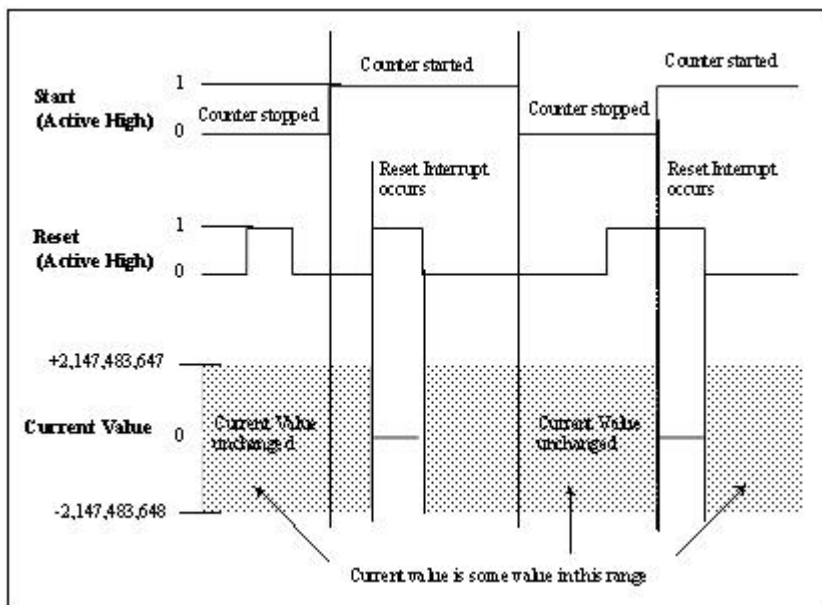 Counter started
Counter started
1
Start
(Active High)
Counter stopped
Counter stopped
0
Reset Interrupt
occurs
Reset Interrupt
occurs
1
Reset
(Active High)
0
+2,147,483,647
Current Value
0
Current Value
unchanged
Current Value
unchanged
-2,147,483,648
Current value is some value in this range